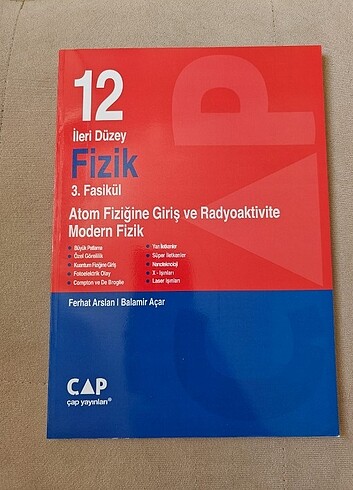 12
İleri Düzey
Fizik
3. Fasikül
Atom Fiziğine Giriş ve Radyoaktivite
Modern Fizik
• Büyük Patlama
• Özel Görelilik
• Kuantum Fiziğine Giriş
• Fotoelektrik Olay
• Compton ve De Broglie
• Yarı İletkenler
• Süper İletkenler
• Nanoteknoloji
• X - Işınları
• Laser Işınları
Ferhat Arslan I Balamir Açar
ÇAP
çap yayınları®
ÇAP